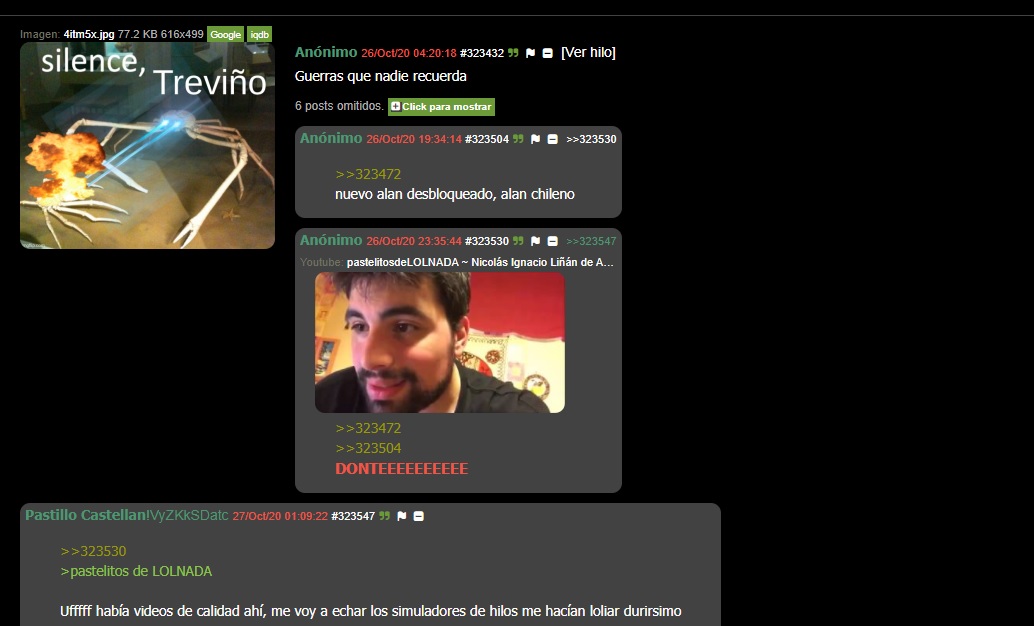 Imagen: 4itm5x.jpg 77.2 KB 616x499 Google iqdb
silence,
Treviño
Anónimo 26/Oct/20 04:20:18 #323432 [Ver hilo]
Guerras que nadie recuerda
6 posts omitidos. Click para mostrar
Anónimo 26/Oct/20 19:34:14 #323504 >>323530
>>323472
nuevo alan desbloqueado, alan chileno
Anónimo 26/Oct/20 23:35:44 #323530 >>323547
Youtube: pastelitosdeLOLNADA ~ Nicolás Ignacio Liñán de A...
>>323472
>>323504
DONTEEEEEEEEEE
Pastillo Castellan!VyZKkSDatc 27/Oct/20 01:09:22 #323547
>>323530
>pastelitos de LOLNADA
Ufffff había videos de calidad ahí, me voy a echar los simuladores de hilos me hacían loliar durirsimo